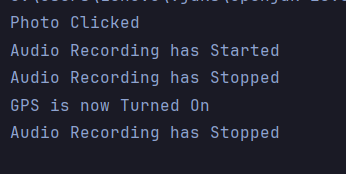 Photo Clicked
Audio Recording has Started
Audio Recording has Stopped
GPS is now Turned On
Audio Recording has Stopped